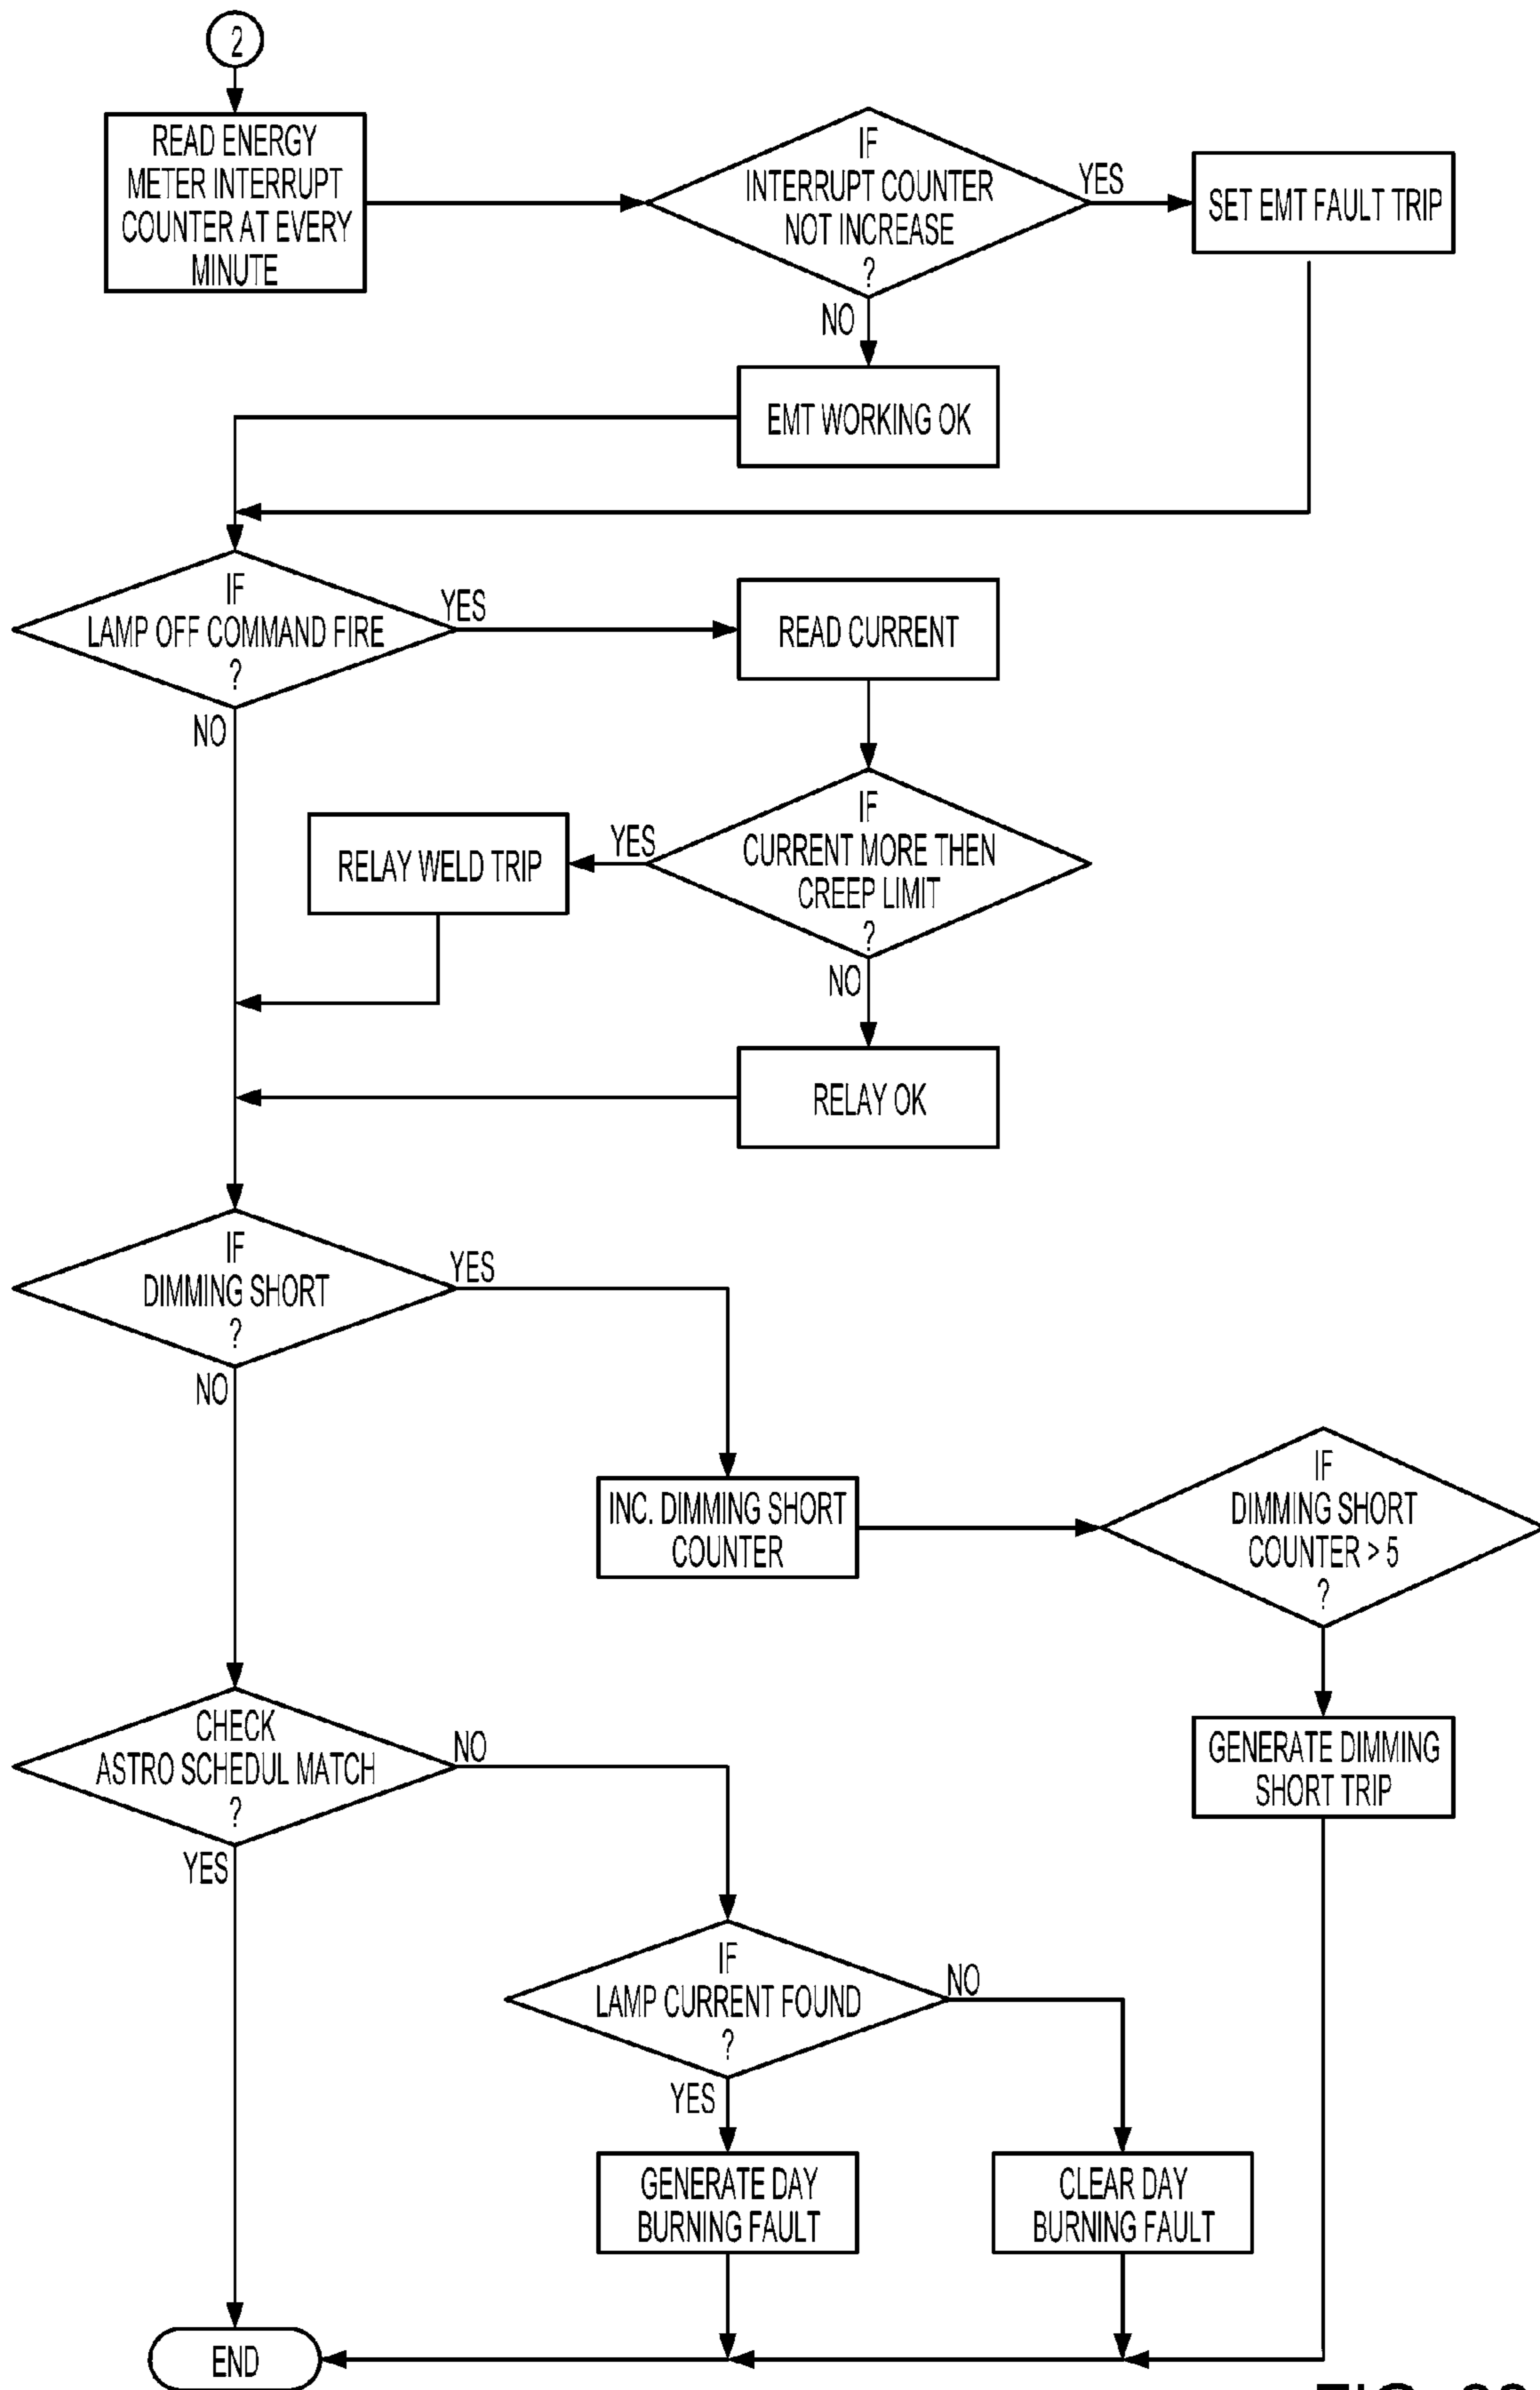 2
READ ENERGY
METER INTERRUPT
COUNTER AT EVERY
MINUTE
IF
INTERRUPT COUNTER
NOT INCREASE
?
YES
SET EMT FAULT TRIP
NO
EMT WORKING OK
IF
LAMP OFF COMMAND FIRE
?
YES
READ CURRENT
NO
IF
CURRENT MORE THEN
CREEP LIMIT
?
YES
RELAY WELD TRIP
NO
RELAY OK
IF
DIMMING SHORT
?
YES
NO
INC. DIMMING SHORT
COUNTER
IF
DIMMING SHORT
COUNTER > 5
?
GENERATE DIMMING
SHORT TRIP
CHECK
ASTRO SCHEDUL MATCH
?
NO
YES
IF
LAMP CURRENT FOUND
?
NO
YES
GENERATE DAY
BURNING FAULT
CLEAR DAY
BURNING FAULT
END